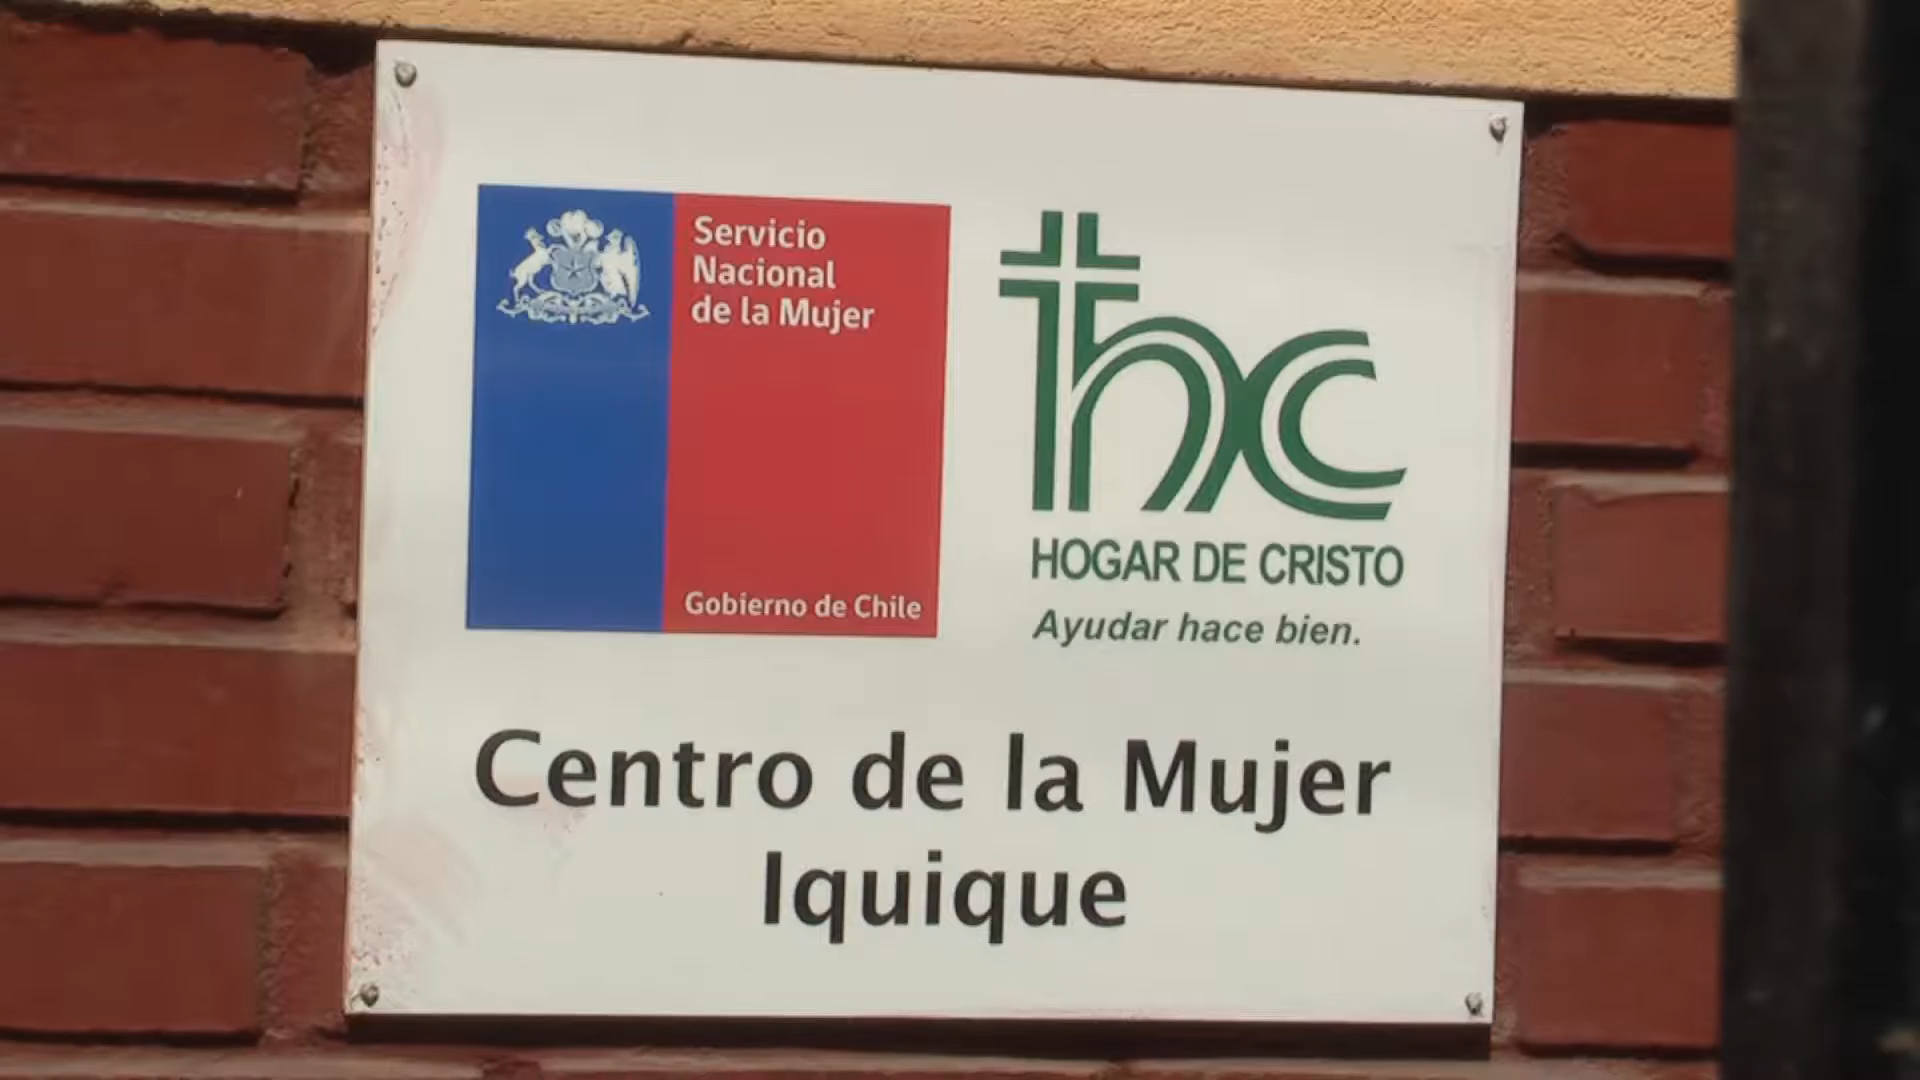 Servicio
Nacional
de la Mujer
Gobierno de Chile
hc
HOGAR DE CRISTO
Ayudar hace bien.
Centro de la Mujer
Iquique